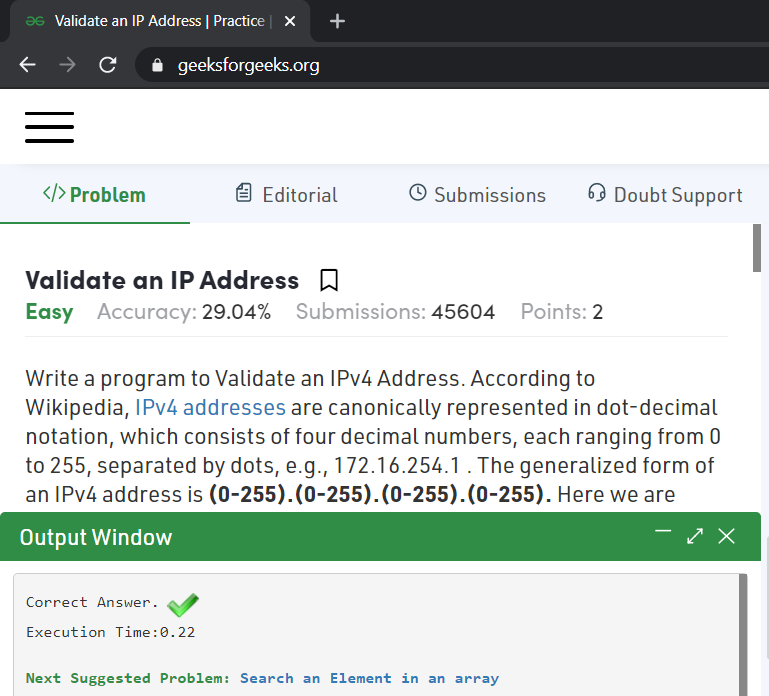 Validate an IP Address | Practice |
geeksforgeeks.org
</> Problem Editorial Submissions Doubt Support
Validate an IP Address
Easy Accuracy: 29.04% Submissions: 45604 Points: 2
Write a program to Validate an IPv4 Address. According to
Wikipedia, IPv4 addresses are canonically represented in dot-decimal
notation, which consists of four decimal numbers, each ranging from 0
to 255, separated by dots, e.g., 172.16.254.1 . The generalized form of
an IPv4 address is (0-255).(0-255).(0-255).(0-255). Here we are
Output Window
Correct Answer.
Execution Time:0.22
Next Suggested Problem: Search an Element in an array